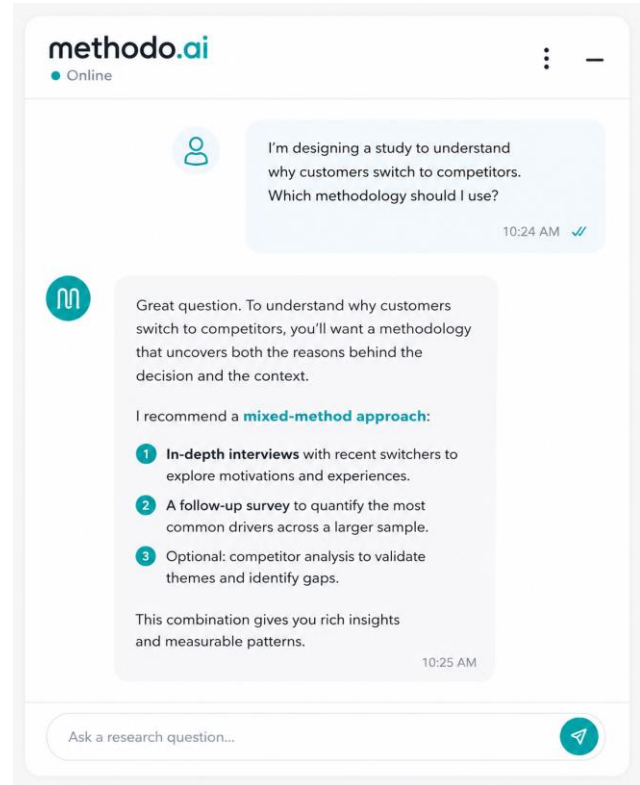 methodo.ai
Online
I'm designing a study to understand
why customers switch to competitors.
Which methodology should I use?
10:24 AM
Great question. To understand why customers
switch to competitors, you'll want a methodology
that uncovers both the reasons behind the
decision and the context.
I recommend a mixed-method approach:
1 In-depth interviews with recent switchers to
explore motivations and experiences.
2 A follow-up survey to quantify the most
common drivers across a larger sample.
3 Optional: competitor analysis to validate
themes and identify gaps.
This combination gives you rich insights
and measurable patterns.
10:25 AM
Ask a research question...